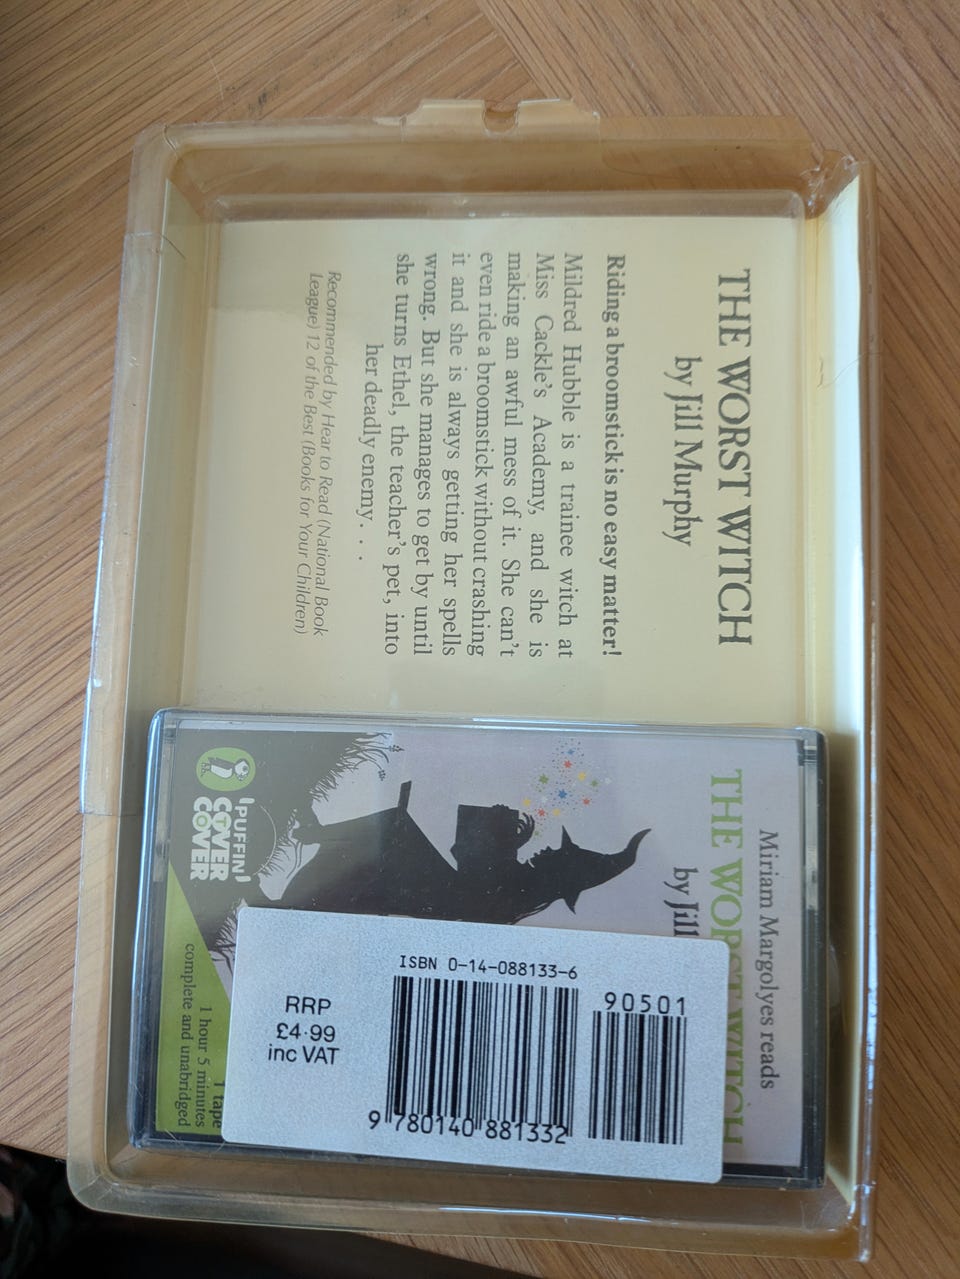 THE WORST WITCH
by Jill Murphy
Riding a broomstick is no easy matter!
Mildred Hubble is a trainee witch at
Miss Cackle's Academy, and she is
making an awful mess of it. She can't
even ride a broomstick without crashing
it and she is always getting her spells
wrong. But she manages to get by until
she turns Ethel, the teacher's pet, into
her deadly enemy. . .
Recommended by Hear to Read (National Book
League) 12 of the Best (Books for Your Children)
Miriam Margolyes reads
THE WORST WITCH
by Jill
PUFFIN
COVER
COVER
1 tape
1 hour 5 minutes
complete and unabridged
ISBN 0-14-088133-6
90501
RRP
£4·99
inc VAT
9 780140 881332